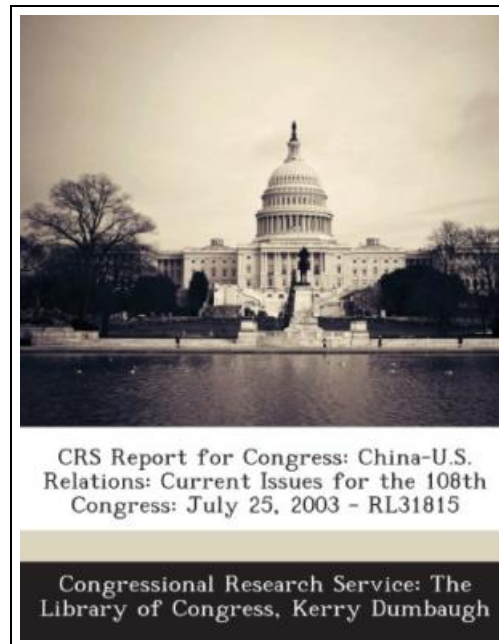 CRS Report for Congress: China-U.S.
Relations: Current Issues for the 108th
Congress: July 25, 2003 - RL31815
Congressional Research Service: The
Library of Congress, Kerry Dumbaugh